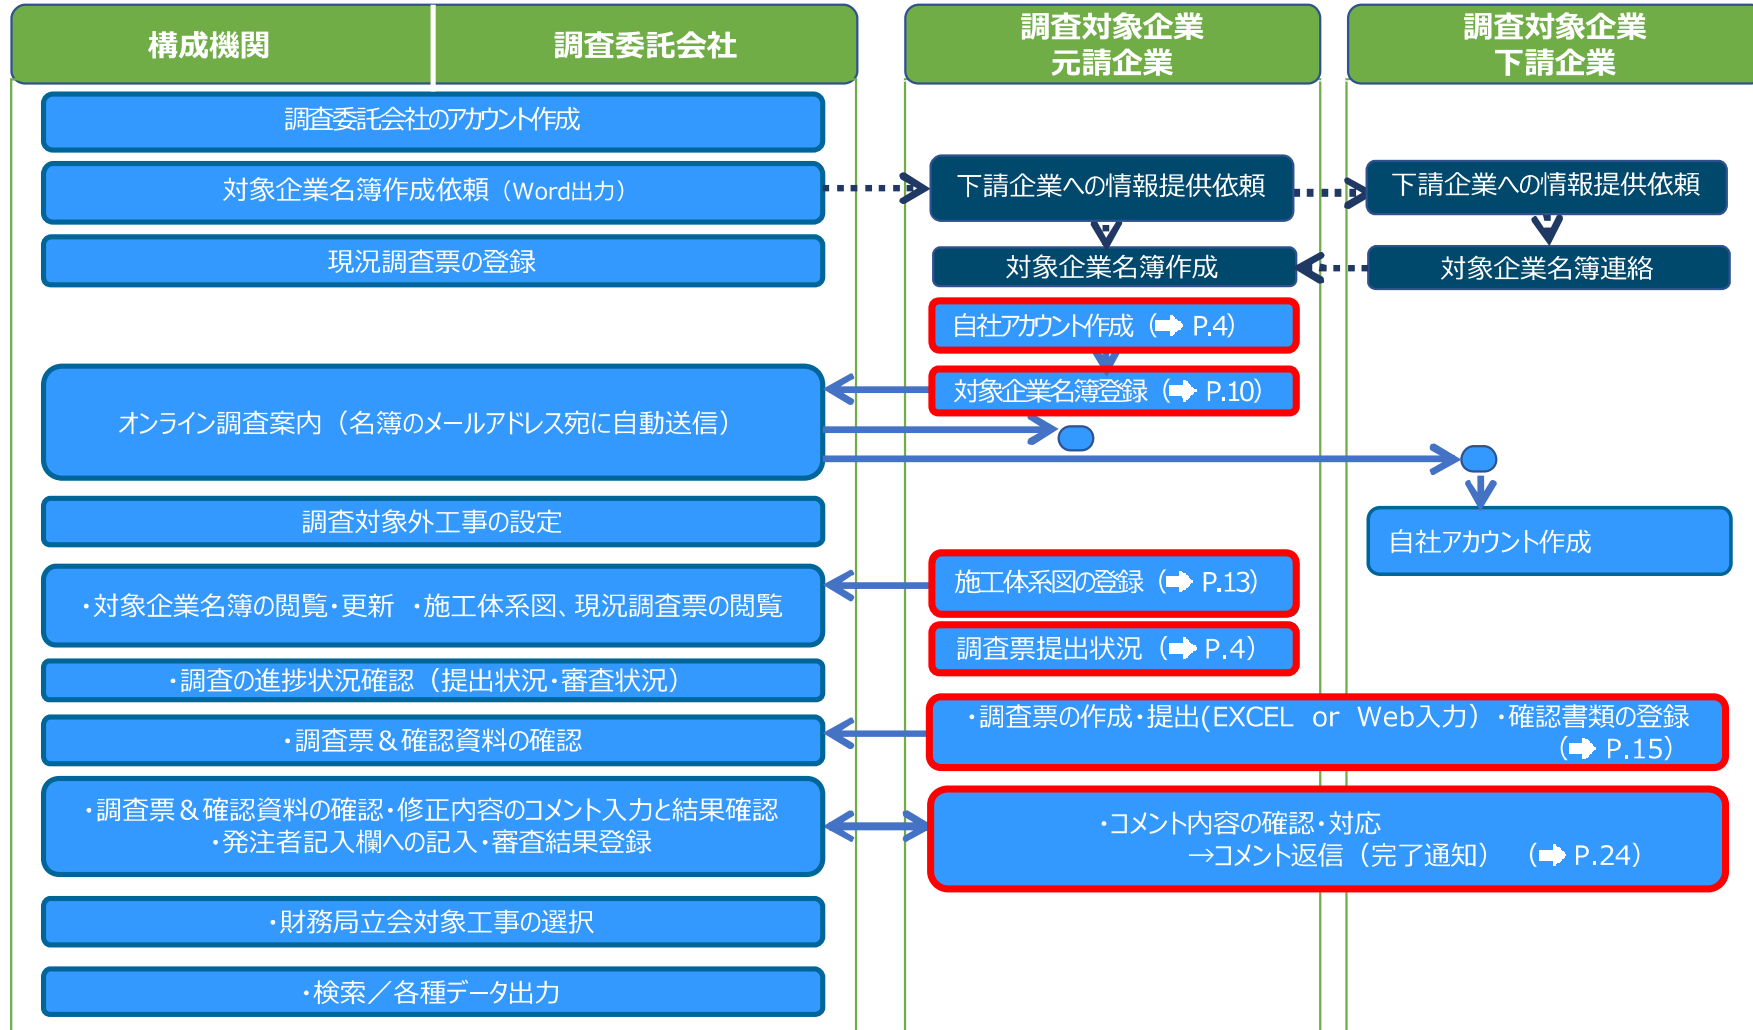 構成機関
調査委託会社
調査対象企業
元請企業
調査対象企業
下請企業
調査委託会社のアカウント作成
対象企業名簿作成依頼（Word出力）
下請企業への情報提供依頼
下請企業への情報提供依頼
現況調査票の登録
対象企業名簿作成
対象企業名簿連絡
自社アカウント作成（➡ P.4）
対象企業名簿登録（➡ P.10）
オンライン調査案内（名簿のメールアドレス宛に自動送信）
調査対象外工事の設定
自社アカウント作成
施工体系図の登録（➡ P.13）
・対象企業名簿の閲覧・更新　・施工体系図、現況調査票の閲覧
調査票提出状況（➡ P.4）
・調査の進捗状況確認（提出状況・審査状況）
・調査票の作成・提出(EXCEL　or　Web入力）・確認書類の登録
（➡ P.15）
・調査票＆確認資料の確認
・調査票＆確認資料の確認・修正内容のコメント入力と結果確認
・発注者記入欄への記入・審査結果登録
・コメント内容の確認・対応
→コメント返信（完了通知）　（➡ P.24）
・財務局立会対象工事の選択
・検索／各種データ出力